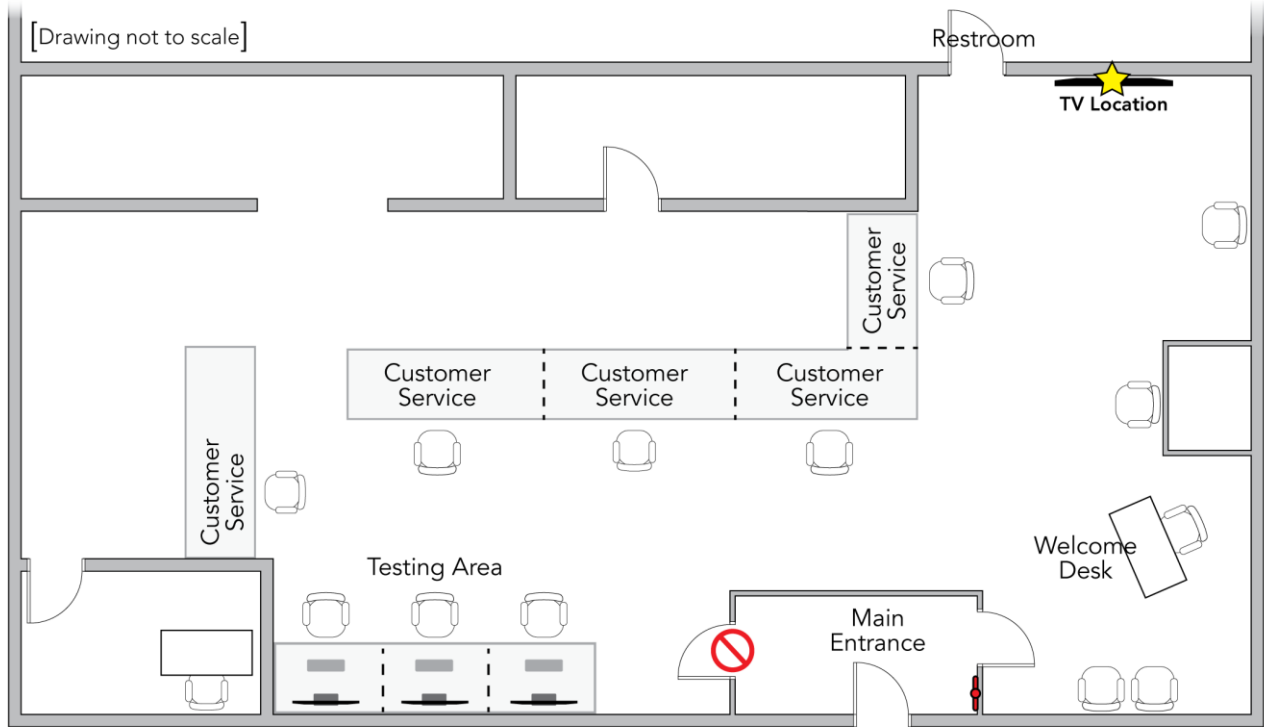 [Drawing not to scale]
Restroom
TV Location
Customer
Service
Customer
Service
Customer
Service
Customer
Service
Customer
Service
Testing Area
Welcome
Desk
Main
Entrance